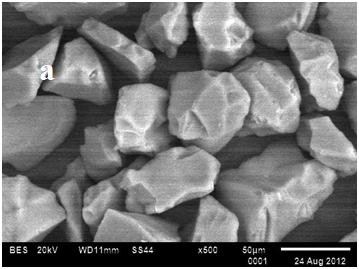 a
BES 20kV WD11mm SS44 x500 50µm
0001 24 Aug 2012